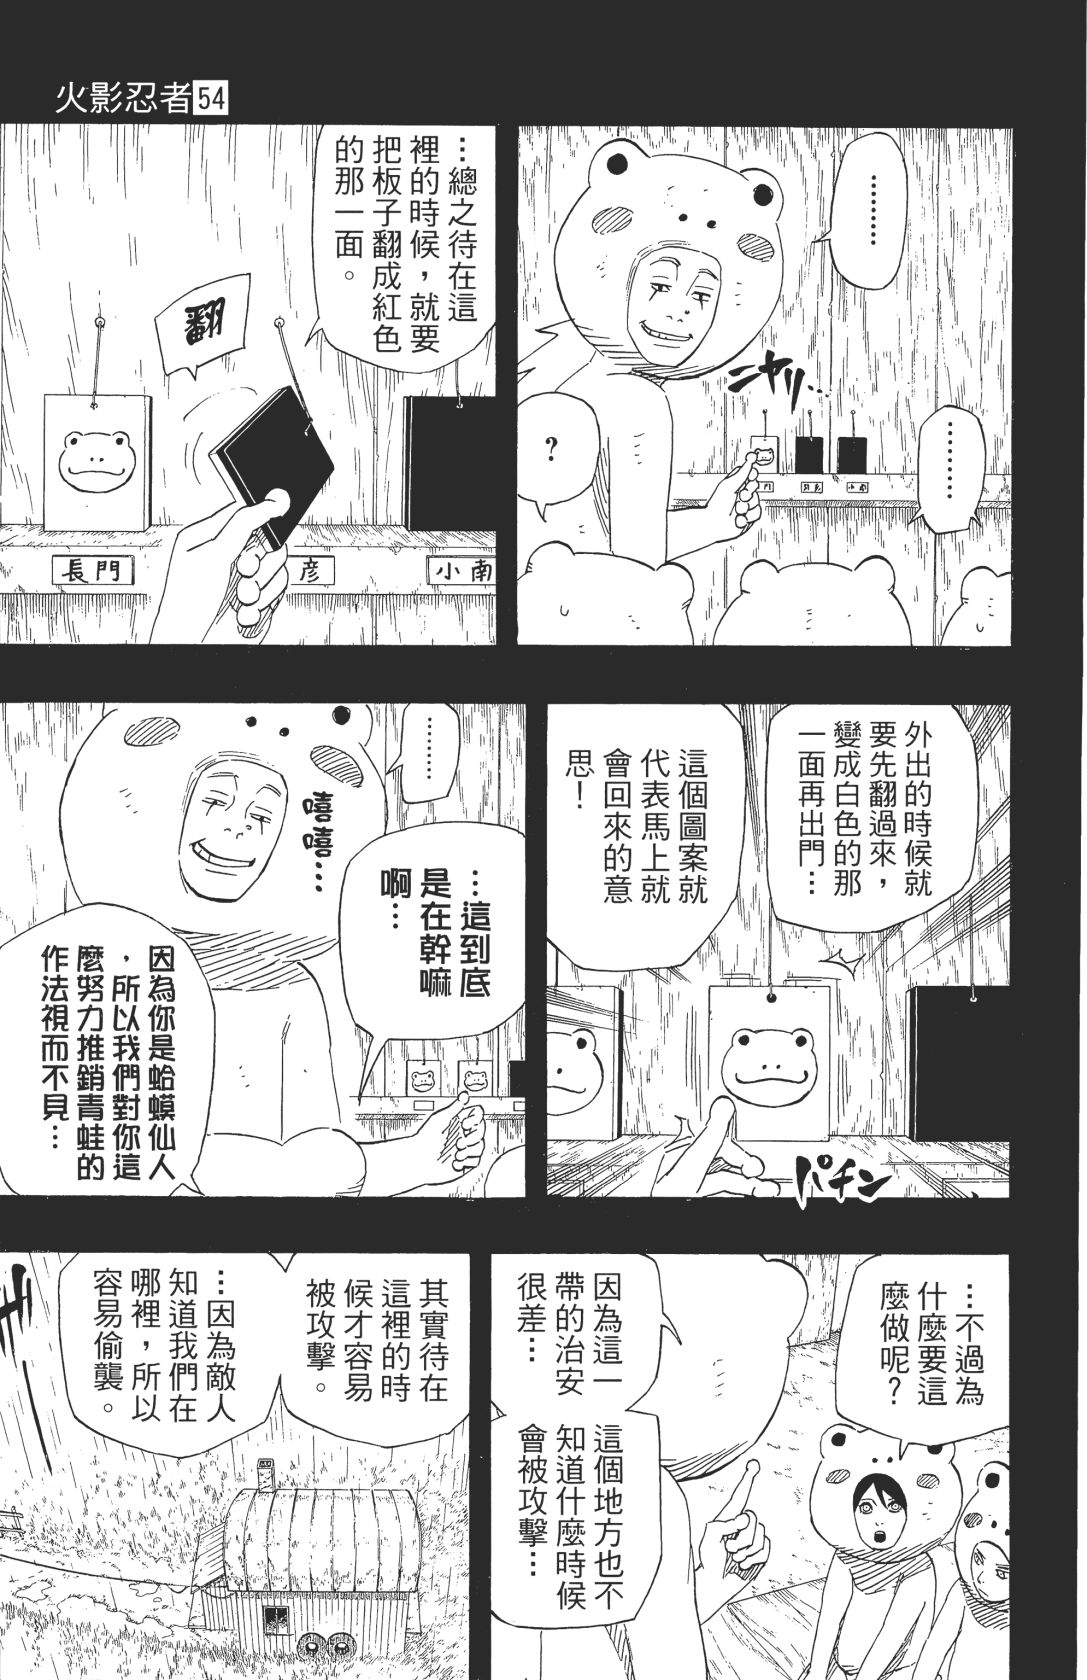 火影忍者54
………
ニヤリ…
?
………
門
小南
…總之待在這
裡的時候，就要
把板子翻成紅色
的那一面。
翻
長門
彦
小南
外出的時候就
要先翻過來，
變成白色的那
一面再出門…
這個圖案就
代表馬上就
會回來的意
思！
パチン
………
嘻嘻…
…這到底
是在幹嘛
啊…
因為你是蛤蟆仙人
，所以我們對你這
麼努力推銷青蛙的
作法視而不見…
…不過為
什麼要這
麼做呢？
因為這一
帶的治安
很差…
這個地方也不
知道什麼時候
會被攻擊…
其實待在
這裡的時
候才容易
被攻擊。
…因為敵人
知道我們在
哪裡，所以
容易偷襲。